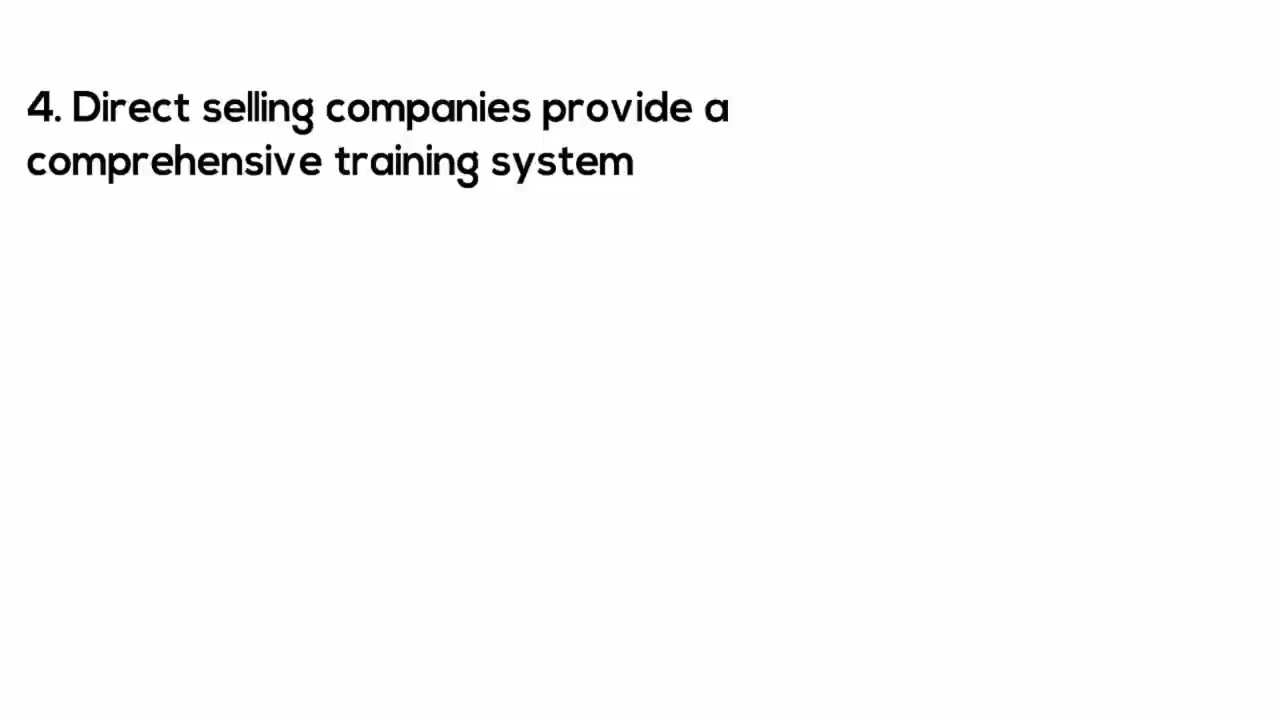 4. Direct selling companies provide a
comprehensive training system